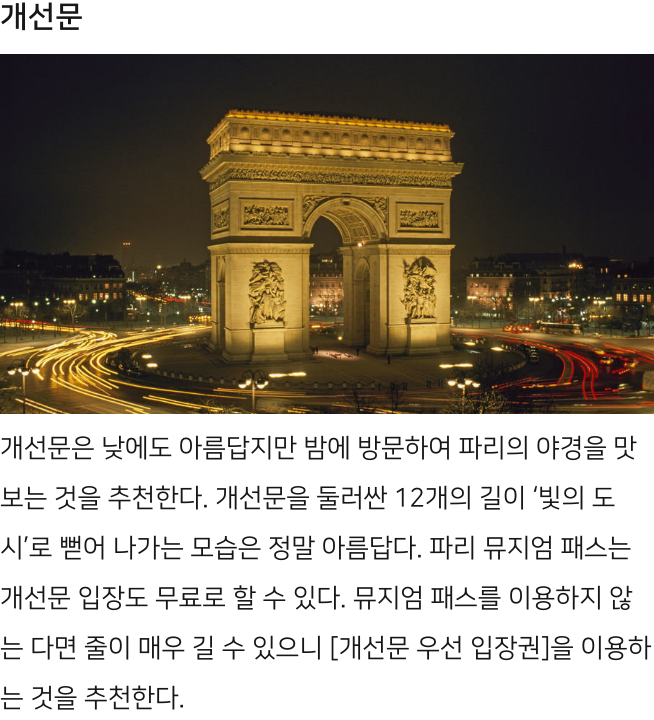 개선문
개선문은 낮에도 아름답지만 밤에 방문하여 파리의 야경을 맛
보는 것을 추천한다. 개선문을 둘러싼 12개의 길이 ‘빛의 도
시’로 뻗어 나가는 모습은 정말 아름답다. 파리 뮤지엄 패스는
개선문 입장도 무료로 할 수 있다. 뮤지엄 패스를 이용하지 않
는 다면 줄이 매우 길 수 있으니 [개선문 우선 입장권]을 이용하
는 것을 추천한다.